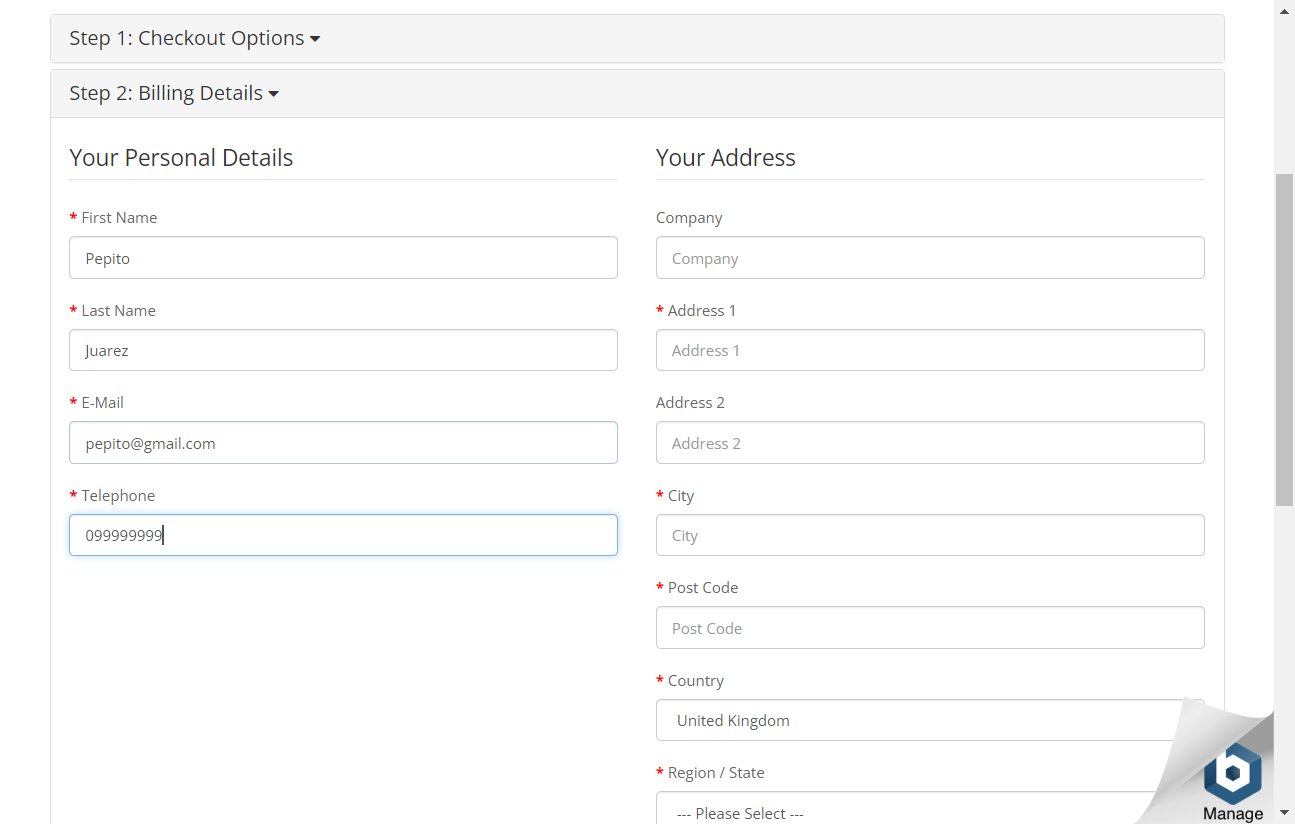 Step 1: Checkout Options
Step 2: Billing Details
Your Personal Details
* First Name
Pepito
* Last Name
Juarez
* E-Mail
pepito@gmail.com
* Telephone
099999999
Your Address
Company
Company
* Address 1
Address 1
Address 2
Address 2
* City
City
* Post Code
Post Code
* Country
United Kingdom
* Region / State
--- Please Select ---
b
Manage